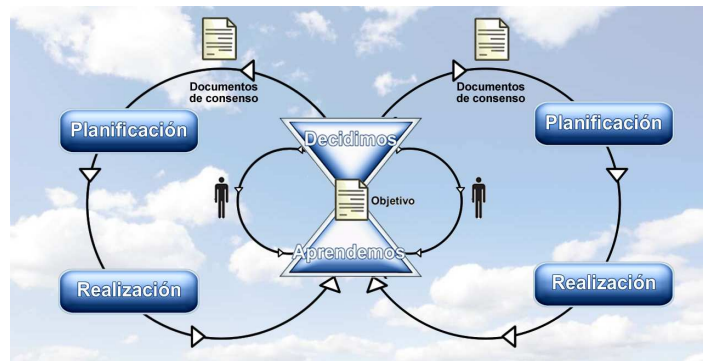 Documentos
de consenso
Documentos
de consenso
Planificación
Decidimos
Planificación
Objetivo
Aprendemos
Realización
Realización